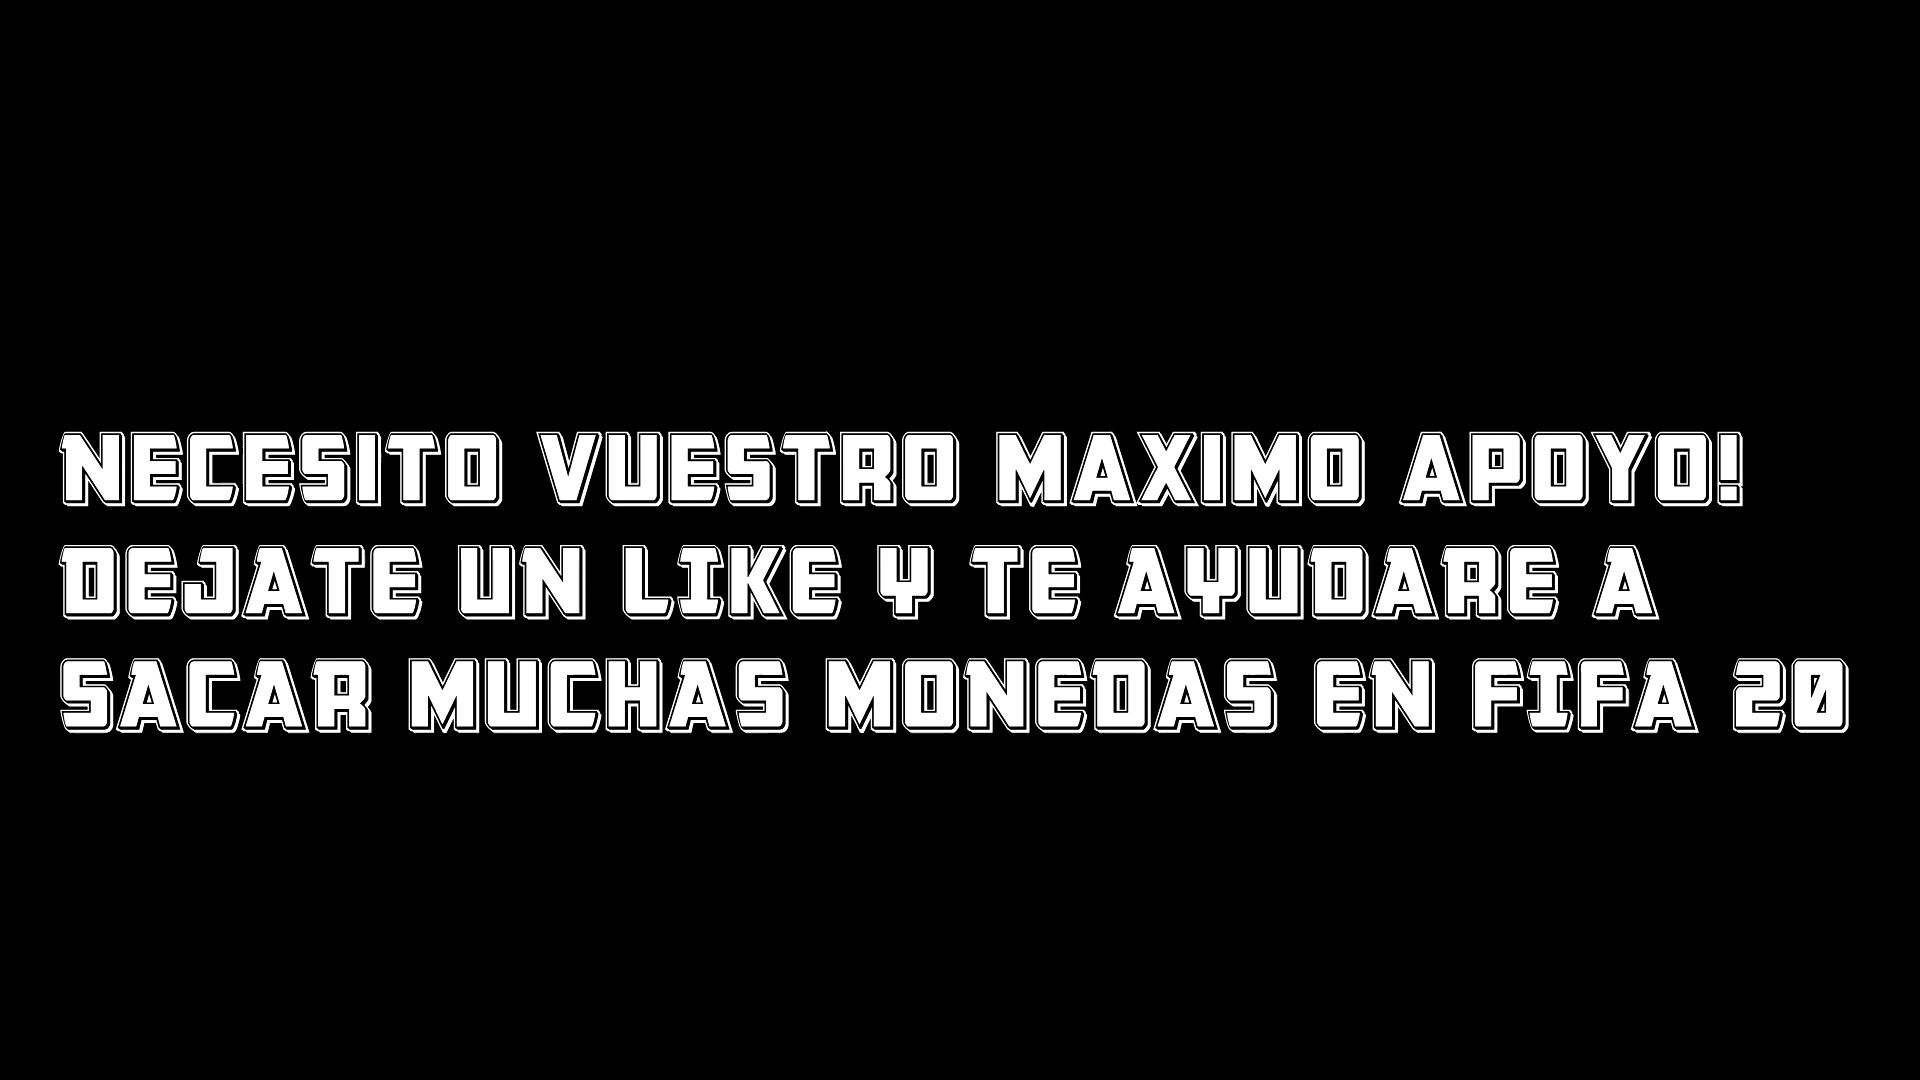 NECESITO VUESTRO MAXIMO APOYO!
DEJATE UN LIKE Y TE AYUDARE A
SACAR MUCHAS MONEDAS EN FIFA 20